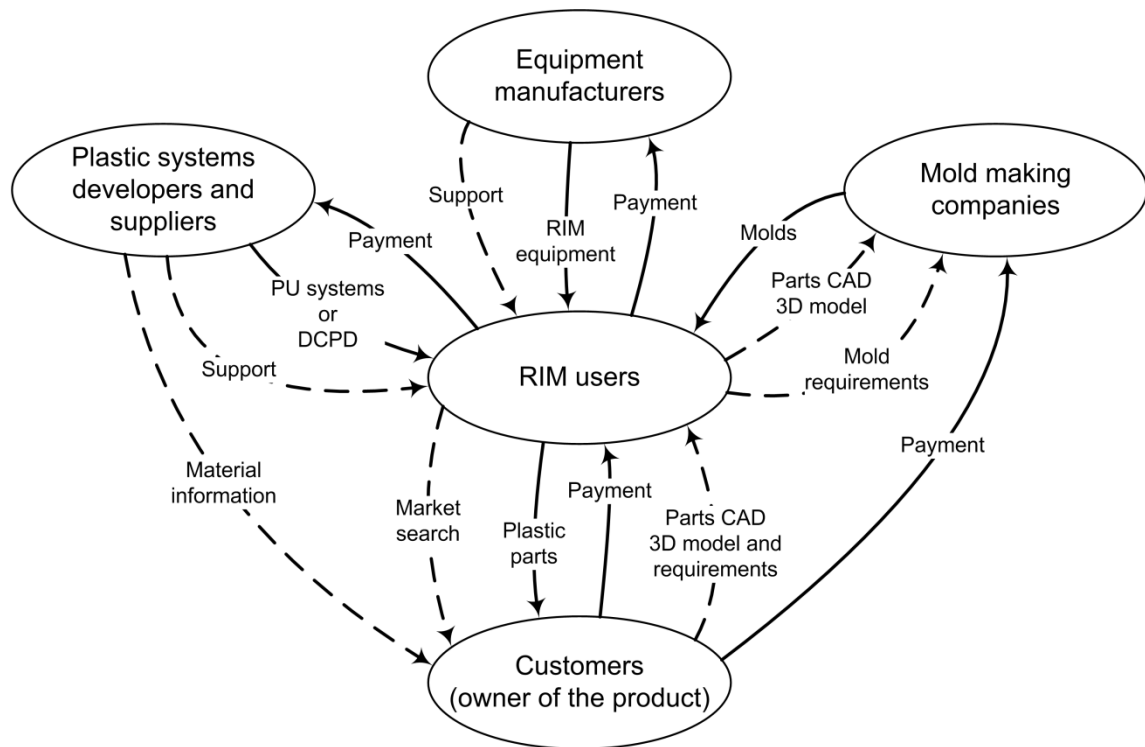 Equipment
manufacturers
Plastic systems
developers and
suppliers
Mold making
companies
Support
Payment
Payment
RIM
equipment
Molds
PU systems
or
DCPD
Parts CAD
3D model
Support
RIM users
Mold
requirements
Payment
Material
information
Market
search
Payment
Plastic
parts
Parts CAD
3D model and
requirements
Customers
(owner of the product)